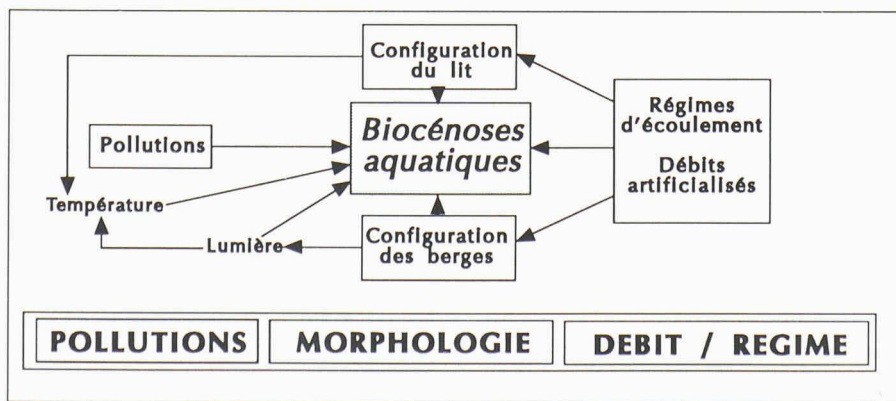 Configuration
du lit
Régimes
d'écoulement
Débits
artificialisés
Biocénoses
aquatiques
Pollutions
Température
Lumière
Configuration
des berges
POLLUTIONS
MORPHOLOGIE
DEBIT / REGIME